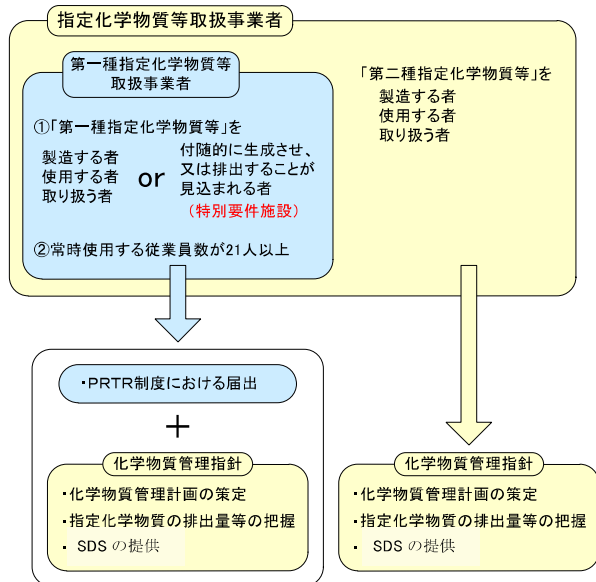 指定化学物質等取扱事業者
第一種指定化学物質等
取扱事業者
①「第一種指定化学物質等」を
製造する者
使用する者
取り扱う者
or
付随的に生成させ、
又は排出することが
見込まれる者
（特別要件施設）
②常時使用する従業員数が21人以上
「第二種指定化学物質等」を
製造する者
使用する者
取り扱う者
・PRTR制度における届出
＋
化学物質管理指針
・化学物質管理計画の策定
・指定化学物質の排出量等の把握
・ SDS の提供
化学物質管理指針
・化学物質管理計画の策定
・指定化学物質の排出量等の把握
・ SDS の提供